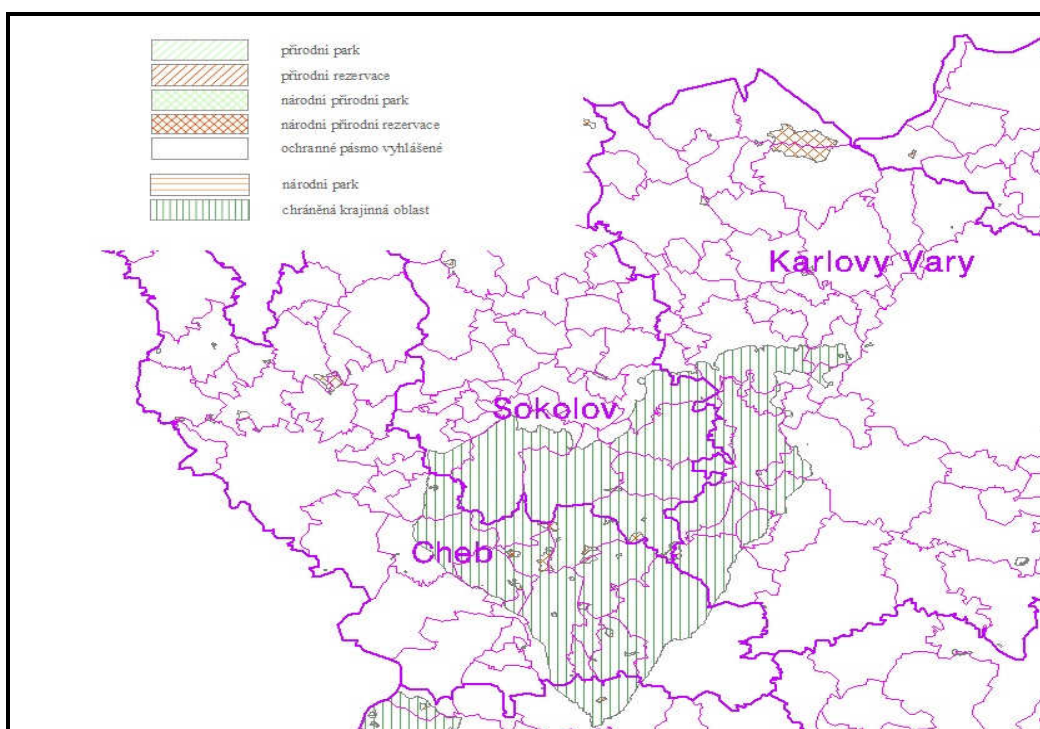 přírodní park
přírodní rezervace
národní přírodní park
národní přírodní rezervace
ochranné pásmo vyhlášené
národní park
chráněná krajinná oblast
Karlovy Vary
Sokolov
Cheb